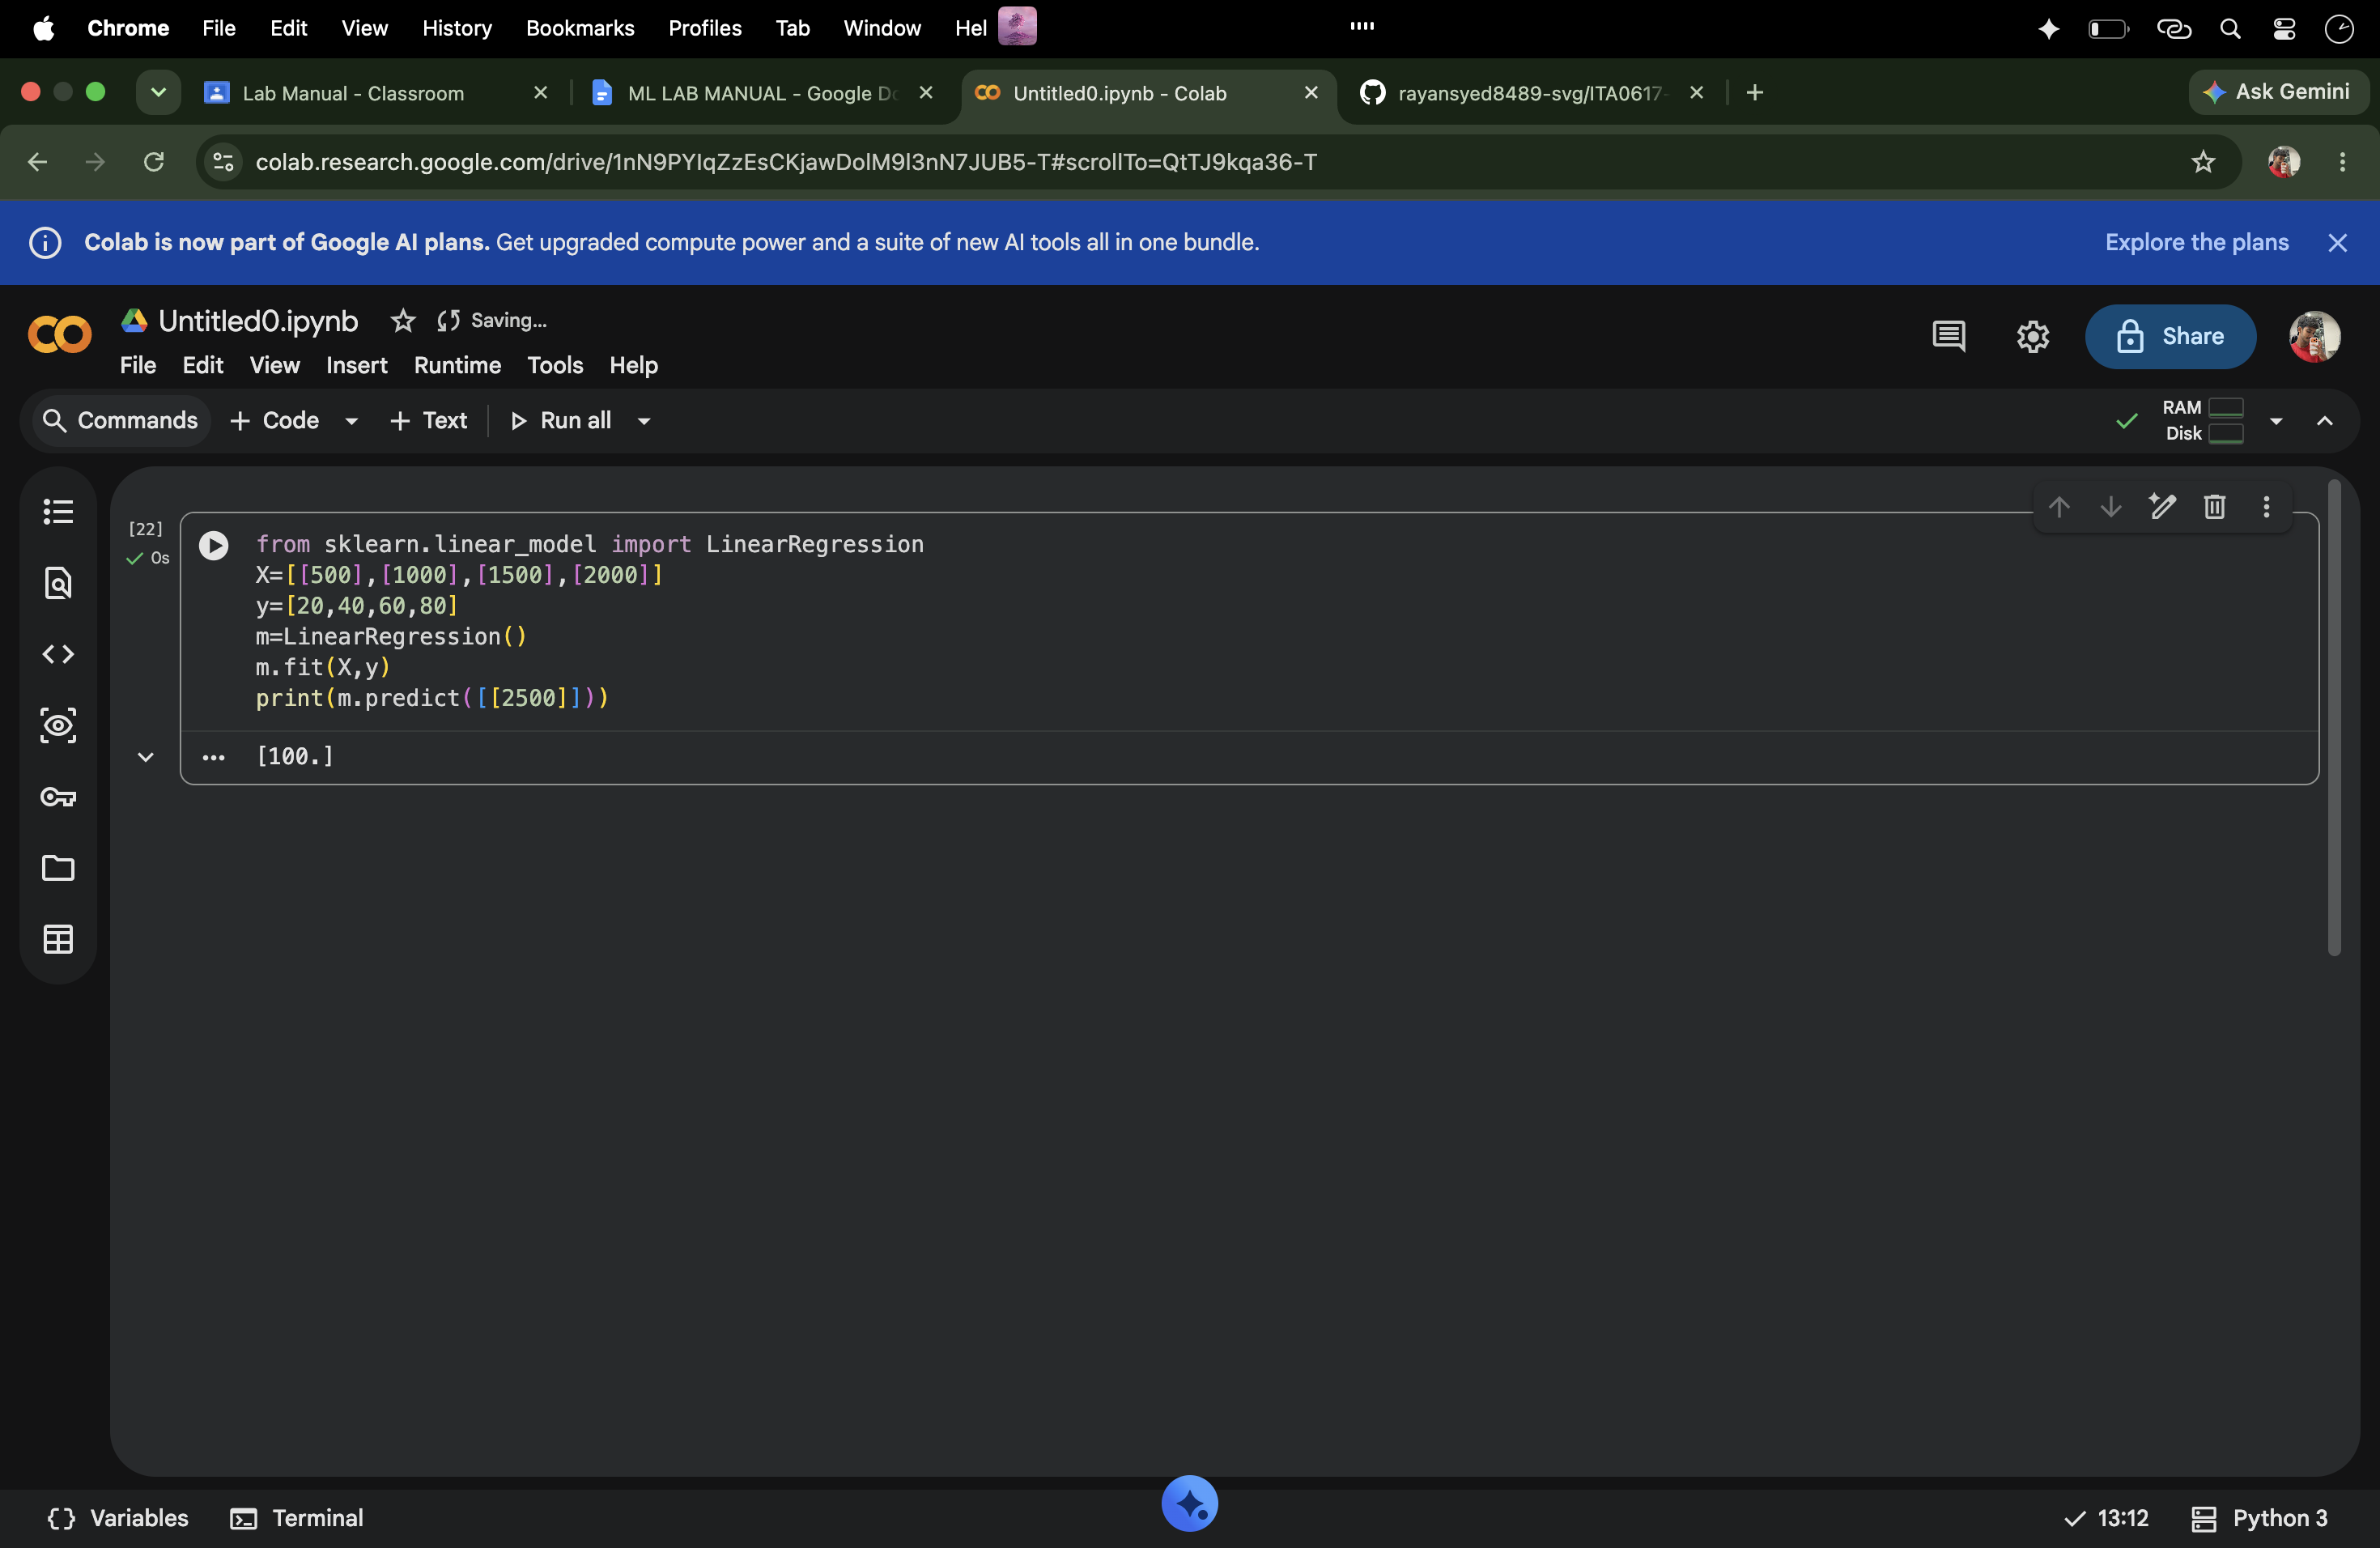 Chrome File Edit View History Bookmarks Profiles Tab Window Hel
Lab Manual - Classroom
ML LAB MANUAL - Google Do
Untitled0.ipynb - Colab
rayansyed8489-svg/ITA0617-
Ask Gemini
colab.research.google.com/drive/1nN9PYIqZzEsCKjawDolM9l3nN7JUB5-T#scrollTo=QtTJ9kqa36-T
Colab is now part of Google AI plans. Get upgraded compute power and a suite of new AI tools all in one bundle.
Explore the plans
Untitled0.ipynb
Saving...
Share
File Edit View Insert Runtime Tools Help
Commands + Code + Text Run all
RAM
Disk
[22]
0s
from sklearn.linear_model import LinearRegression
X=[[500],[1000],[1500],[2000]]
y=[20,40,60,80]
m=LinearRegression()
m.fit(X,y)
print(m.predict([[2500]]))
[100.]
Variables
Terminal
13:12
Python 3